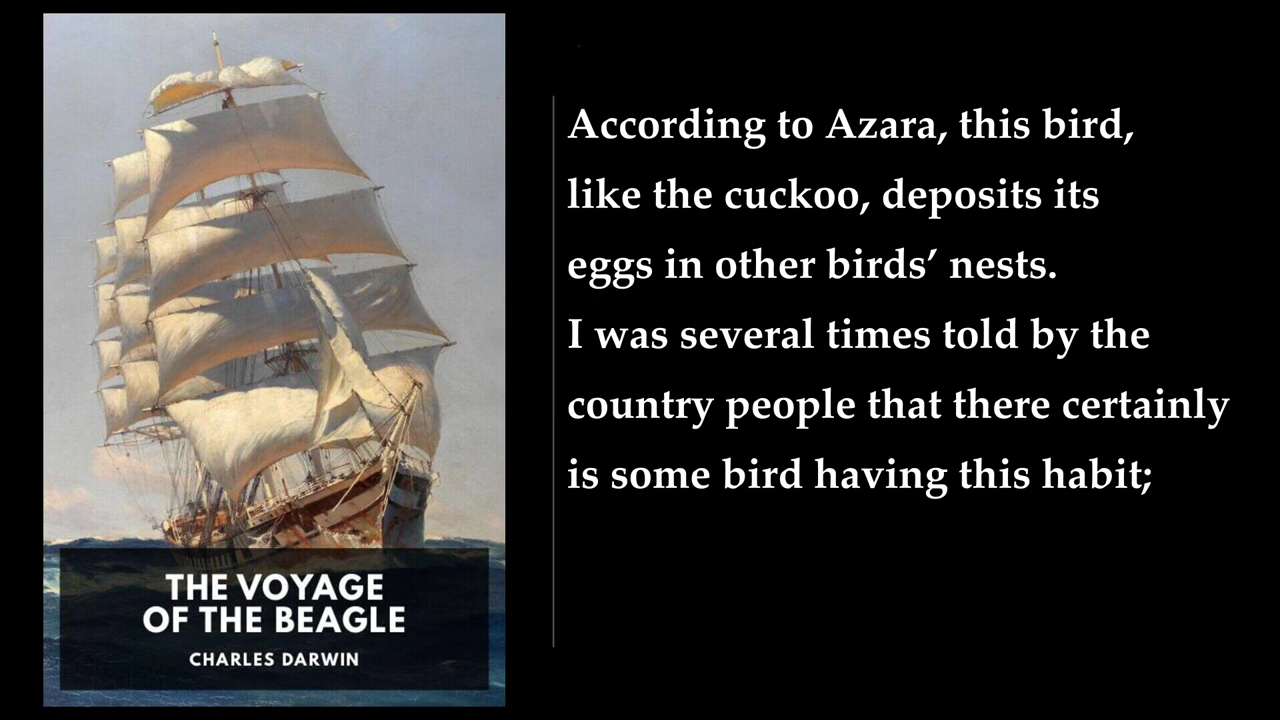 THE VOYAGE
OF THE BEAGLE
CHARLES DARWIN
According to Azara, this bird,
like the cuckoo, deposits its
eggs in other birds’ nests.
I was several times told by the
country people that there certainly
is some bird having this habit;